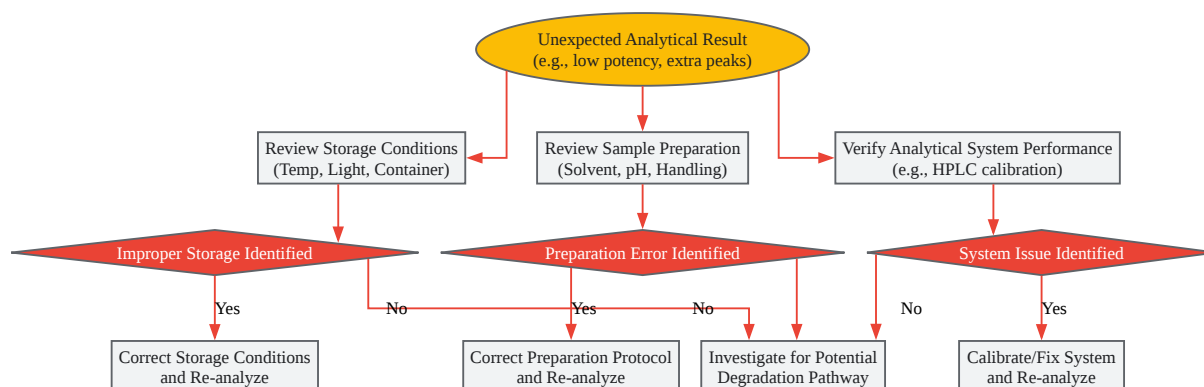 Unexpected Analytical Result
(e.g., low potency, extra peaks)
Review Storage Conditions
(Temp, Light, Container)
Review Sample Preparation
(Solvent, pH, Handling)
Verify Analytical System Performance
(e.g., HPLC calibration)
Improper Storage Identified
Preparation Error Identified
System Issue Identified
Yes
No
Yes
No
No
Yes
Correct Storage Conditions
and Re-analyze
Correct Preparation Protocol
and Re-analyze
Investigate for Potential
Degradation Pathway
Calibrate/Fix System
and Re-analyze